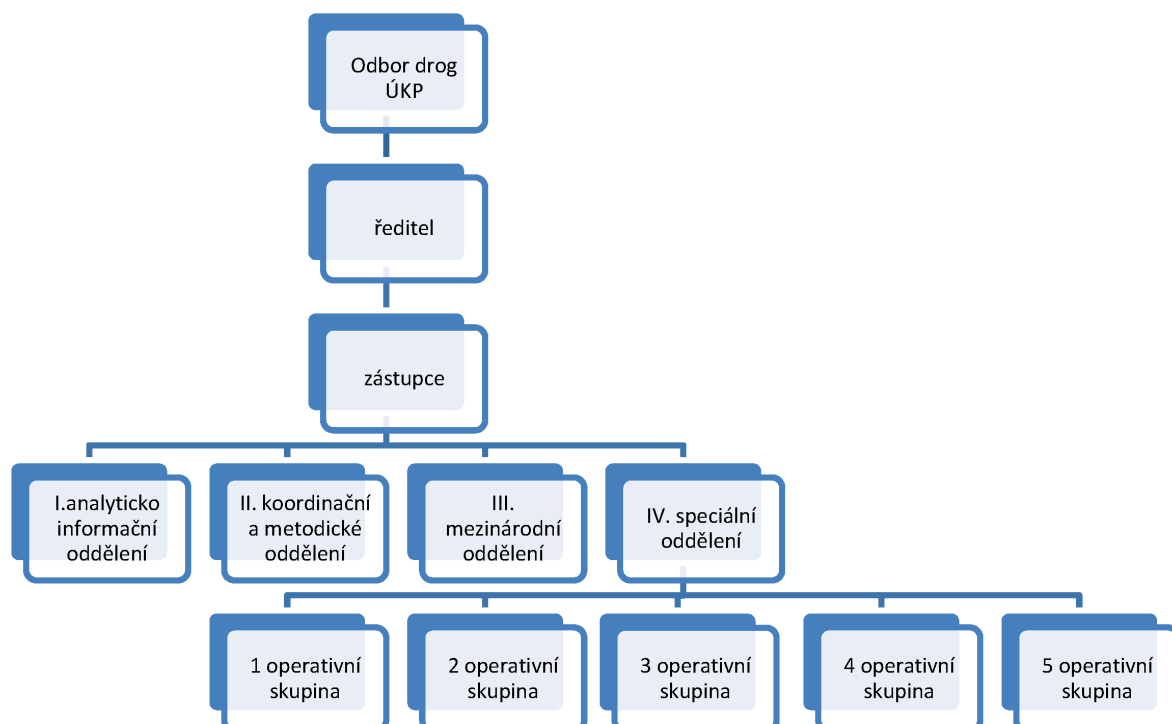 Odbor drog
ÚKP
ředitel
zástupce
I.analyticko
informační
oddělení
II. koordinační
a metodické
oddělení
III.
mezinárodní
oddělení
IV. speciální
oddělení
1 operativní
skupina
2 operativní
skupina
3 operativní
skupina
4 operativní
skupina
5 operativní
skupina